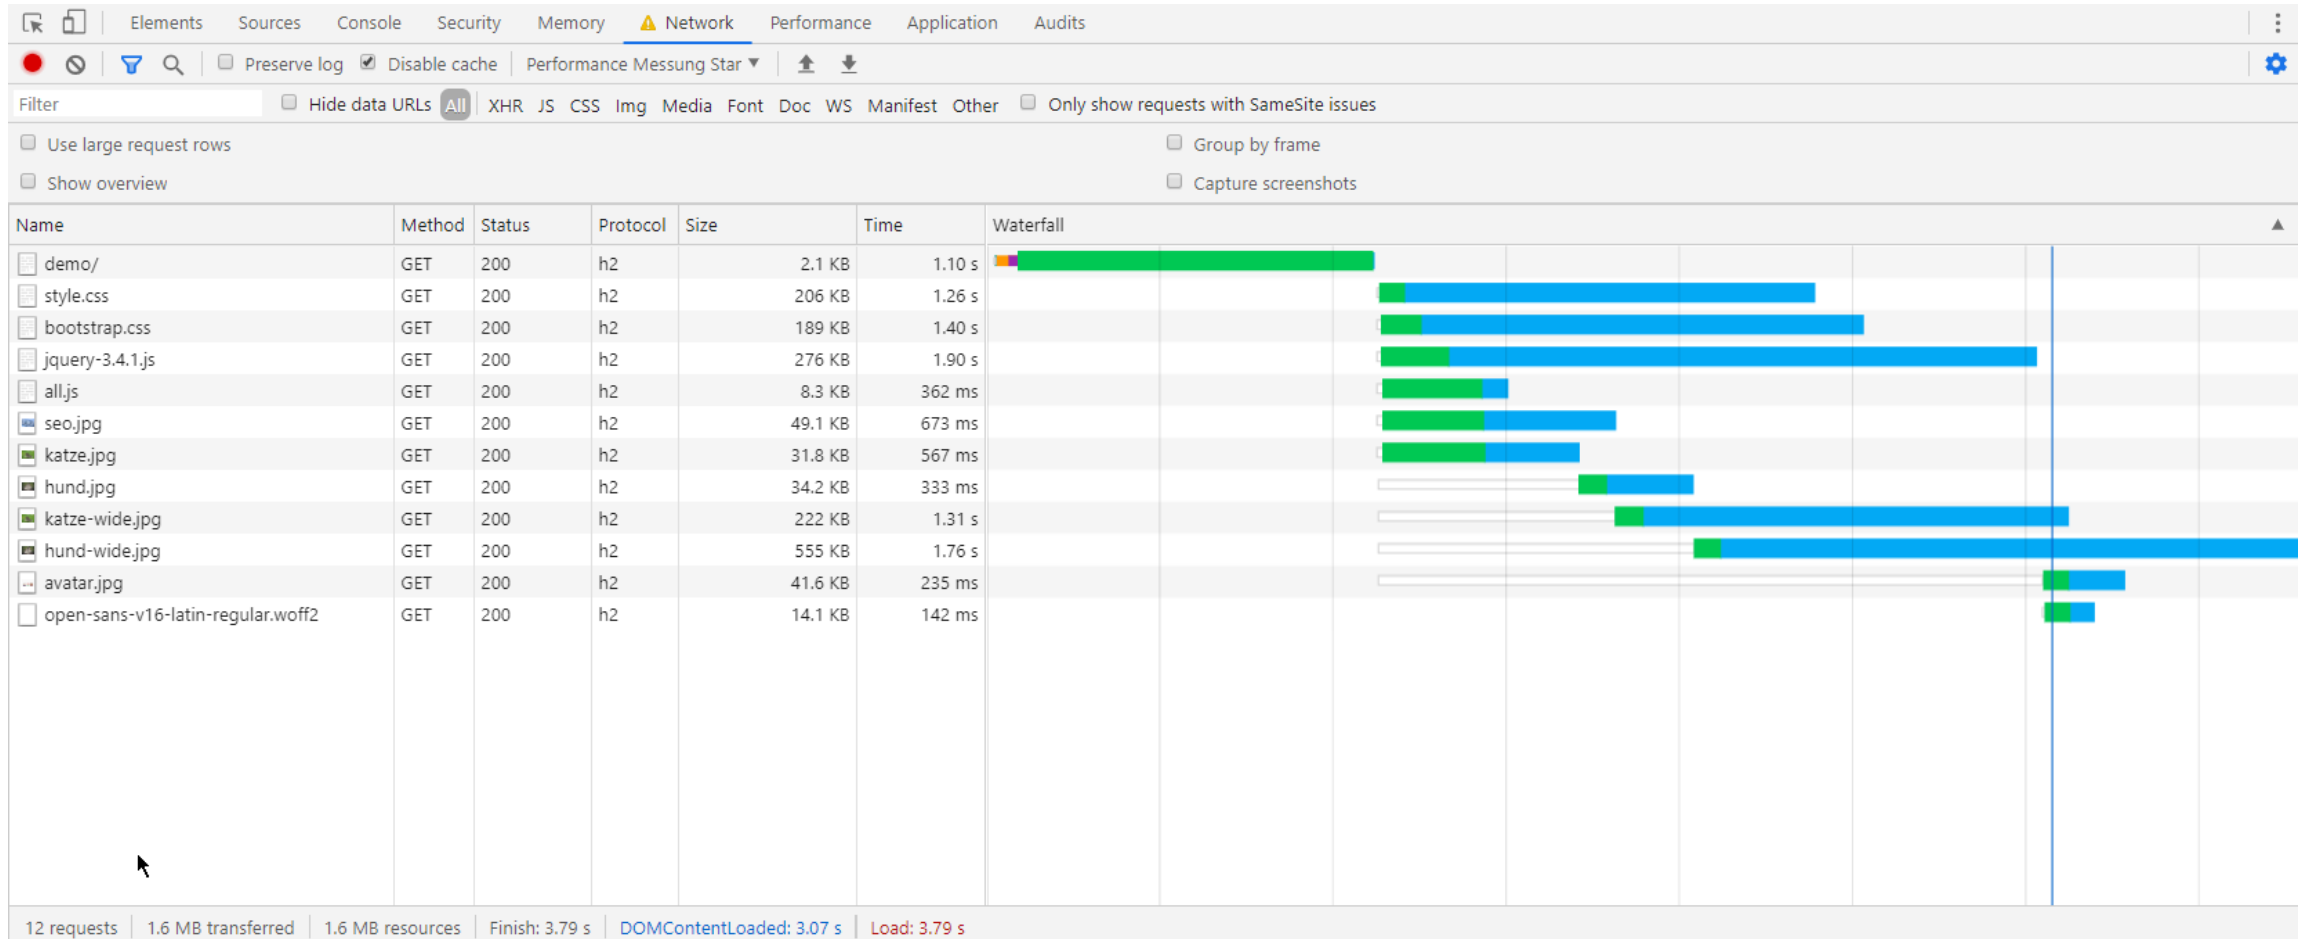 Elements Sources Console Security Memory Network Performance Application Audits
Preserve log Disable cache Performance Messung Star
Filter Hide data URLs All XHR JS CSS Img Media Font Doc WS Manifest Other Only show requests with SameSite issues
Use large request rows Group by frame
Show overview Capture screenshots
Name Method Status Protocol Size Time Waterfall
demo/ GET 200 h2 2.1 KB 1.10 s
style.css GET 200 h2 206 KB 1.26 s
bootstrap.css GET 200 h2 189 KB 1.40 s
jquery-3.4.1.js GET 200 h2 276 KB 1.90 s
all.js GET 200 h2 8.3 KB 362 ms
seo.jpg GET 200 h2 49.1 KB 673 ms
katze.jpg GET 200 h2 31.8 KB 567 ms
hund.jpg GET 200 h2 34.2 KB 333 ms
katze-wide.jpg GET 200 h2 222 KB 1.31 s
hund-wide.jpg GET 200 h2 555 KB 1.76 s
avatar.jpg GET 200 h2 41.6 KB 235 ms
open-sans-v16-latin-regular.woff2 GET 200 h2 14.1 KB 142 ms
12 requests 1.6 MB transferred 1.6 MB resources Finish: 3.79 s DOMContentLoaded: 3.07 s Load: 3.79 s